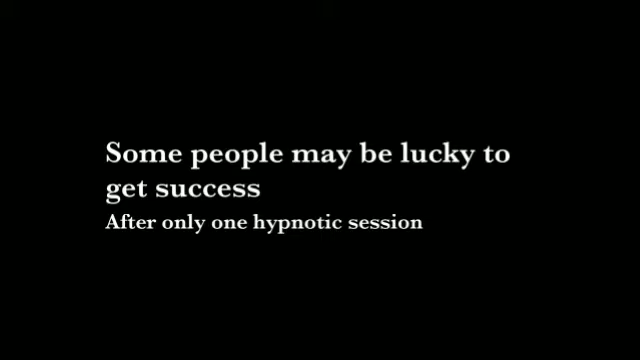 Some people may be lucky to
get success
After only one hypnotic session